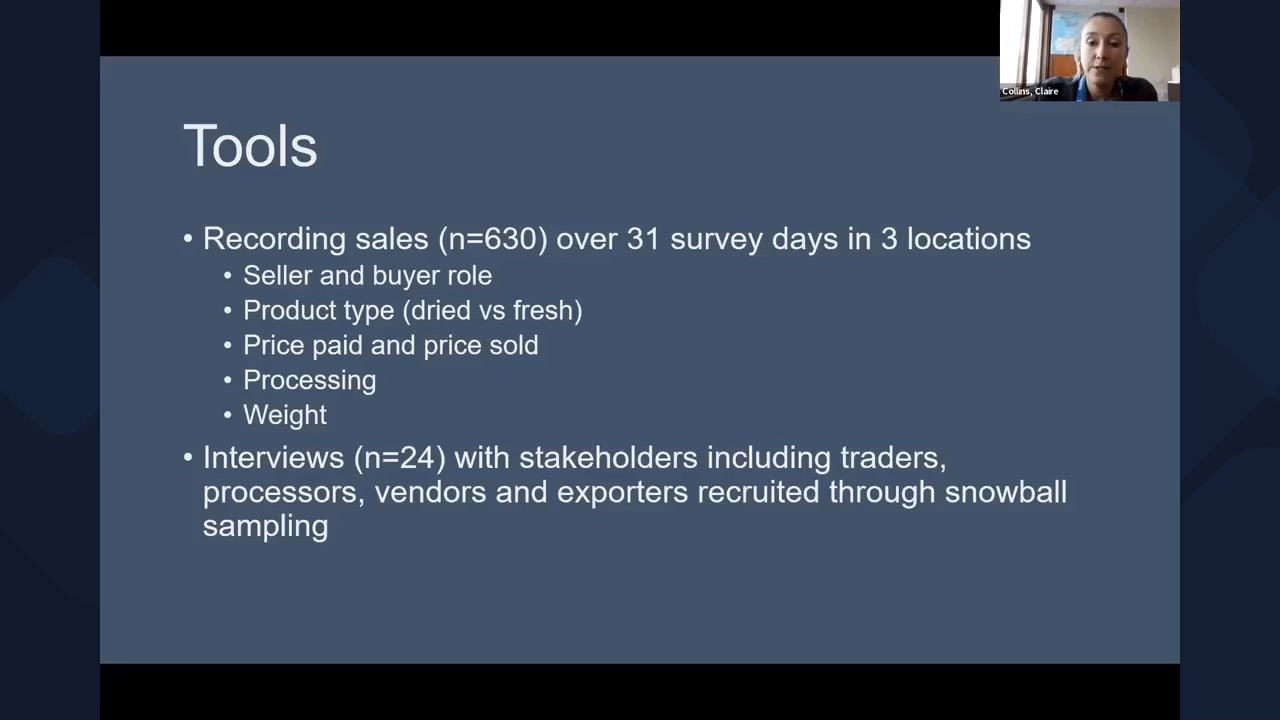 Collins, Claire
Tools
• Recording sales (n=630) over 31 survey days in 3 locations
• Seller and buyer role
• Product type (dried vs fresh)
• Price paid and price sold
• Processing
• Weight
• Interviews (n=24) with stakeholders including traders,
processors, vendors and exporters recruited through snowball
sampling